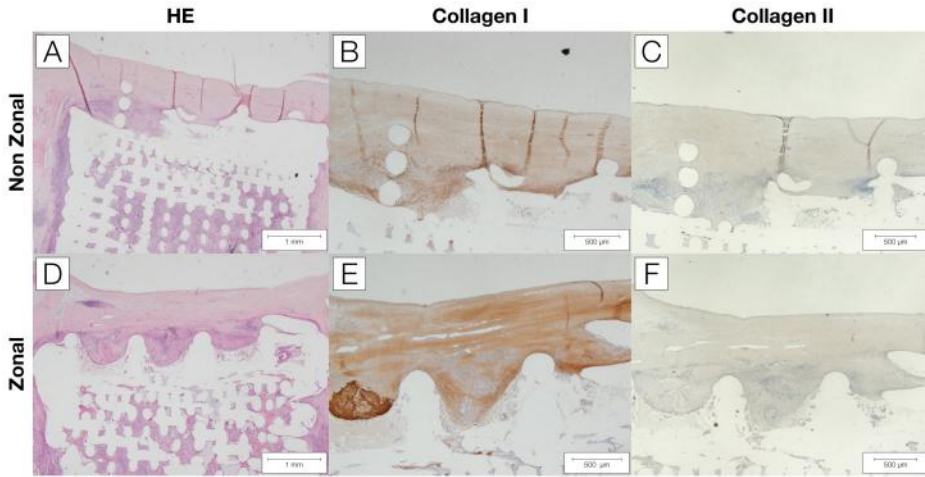 HE
Collagen I
Collagen II
Non Zonal
A
1 mm
B
500 µm
C
500 µm
Zonal
D
1 mm
E
500 µm
F
500 µm